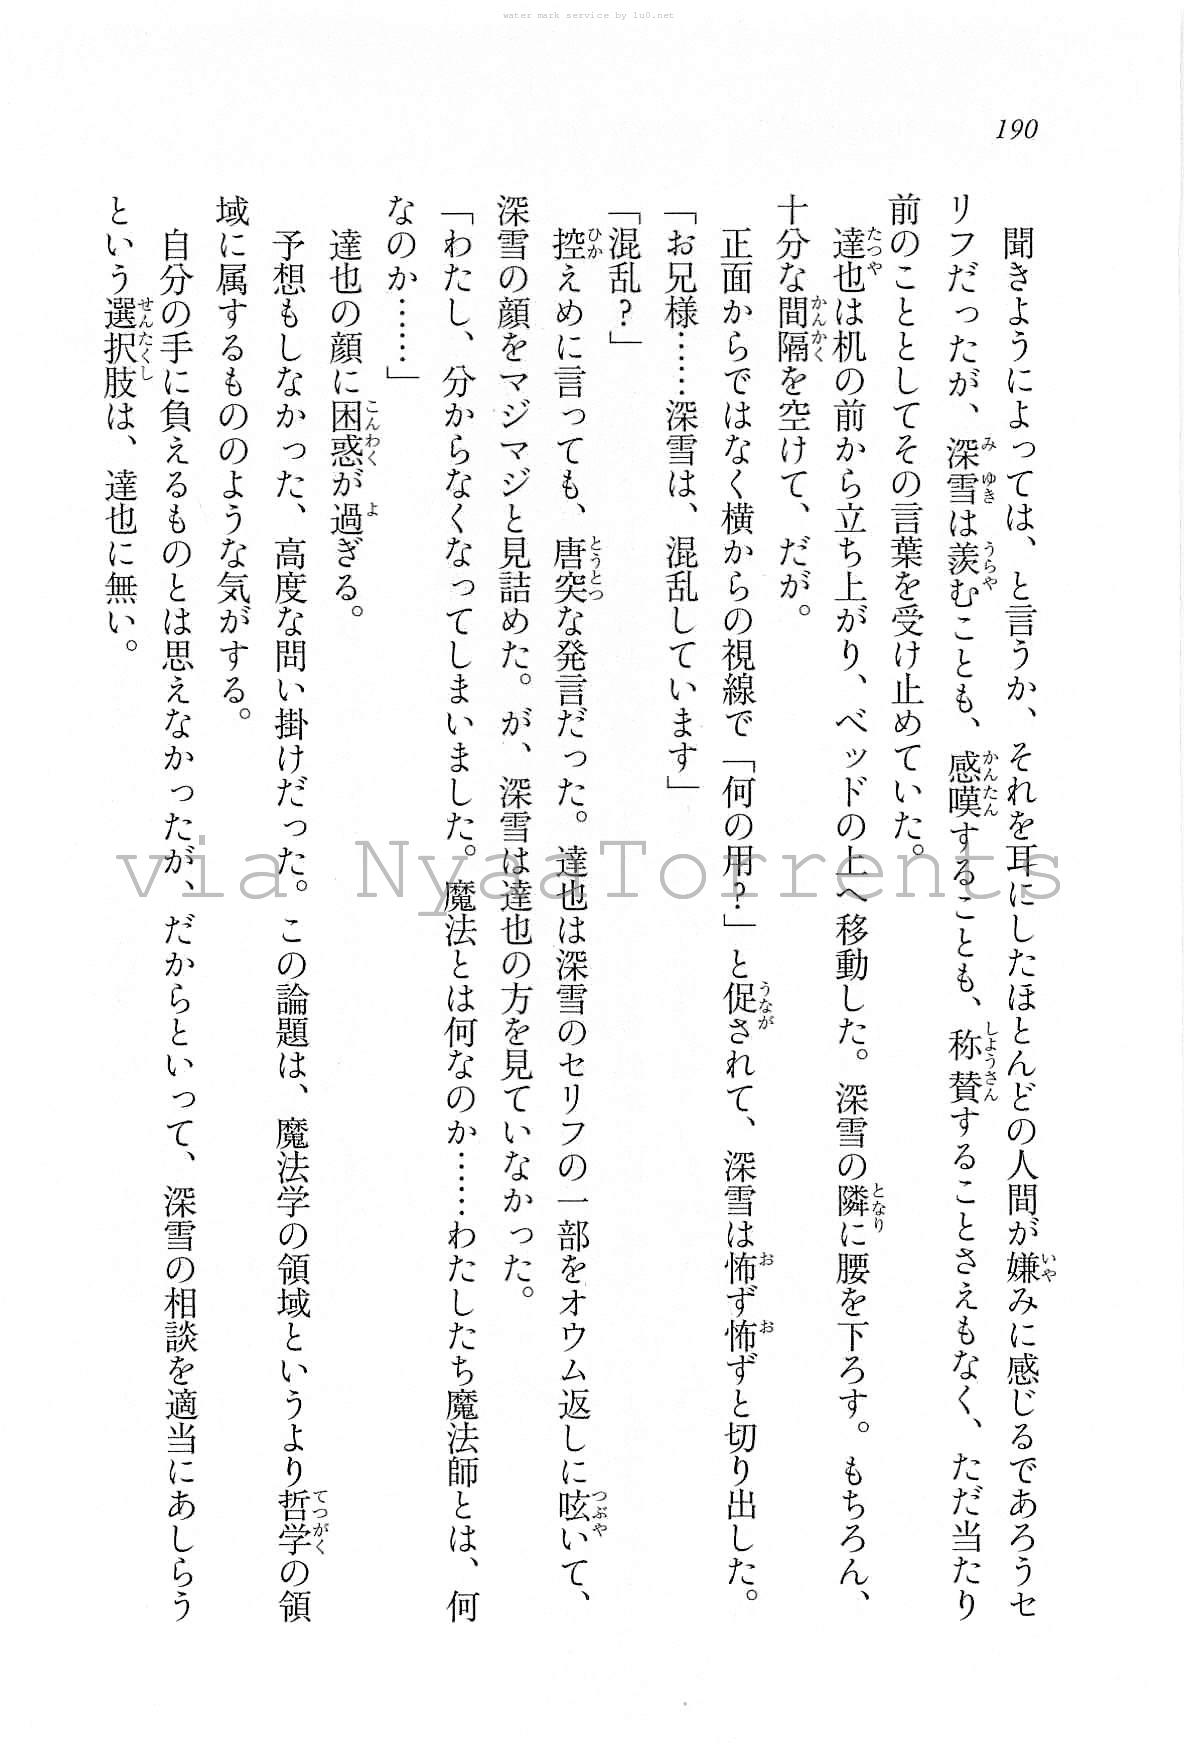 water mark service by lu0.net
190
聞きようによっては、と言うか、それを耳にしたほとんどの人間が嫌みに感じるであろうセ
リフだったが、深雪は羨むことも、感嘆することも、称賛することさえもなく、ただ当たり
前のこととしてその言葉を受け止めていた。
達也は机の前から立ち上がり、ベッドの上へ移動した。深雪の隣に腰を下ろす。もちろん、
十分な間隔を空けて、だが。
正面からではなく横からの視線で「何の用?」と促されて、深雪は怖ず怖ずと切り出した。
「お兄様……深雪は、混乱しています」
「混乱?」
控えめに言っても、唐突な発言だった。達也は深雪のセリフの一部をオウム返しに呟いて、
深雪の顔をマジマジと見詰めた。が、深雪は達也の方を見ていなかった。
「わたし、分からなくなってしまいました。魔法とは何なのか……わたしたち魔法師とは、何
なのか……」
達也の顔に困惑が過ぎる。
予想もしなかった、高度な問い掛けだった。この論題は、魔法学の領域というより哲学の領
域に属するもののような気がする。
自分の手に負えるものとは思えなかったが、だからといって、深雪の相談を適当にあしらう
という選択肢は、達也に無い。
via NyaaTorrents